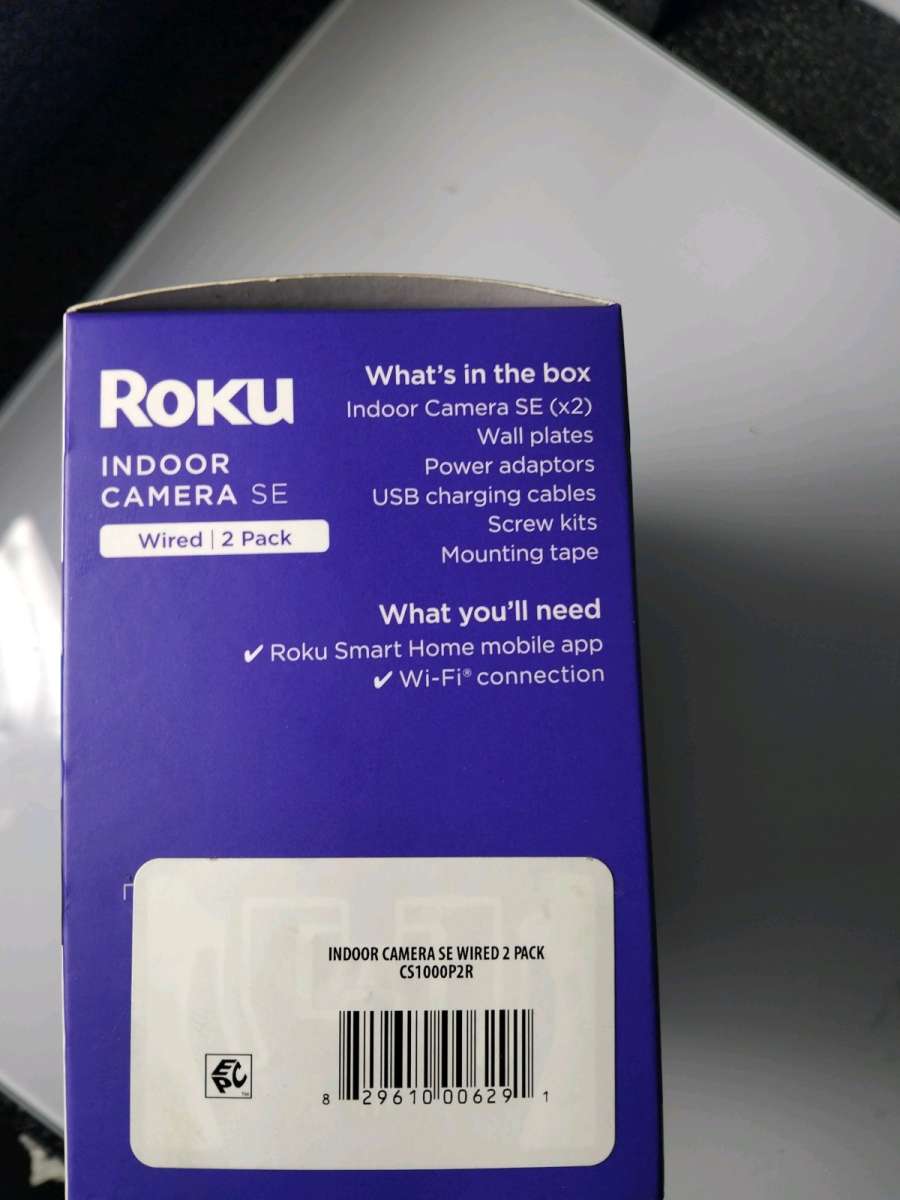 ROKU
INDOOR
CAMERA SE
Wired | 2 Pack
What's in the box
Indoor Camera SE (x2)
Wall plates
Power adaptors
USB charging cables
Screw kits
Mounting tape
What you'll need
✔ Roku Smart Home mobile app
✔ Wi-Fi® connection
INDOOR CAMERA SE WIRED 2 PACK
CS1000P2R
EPC™
8 29610 00629 1